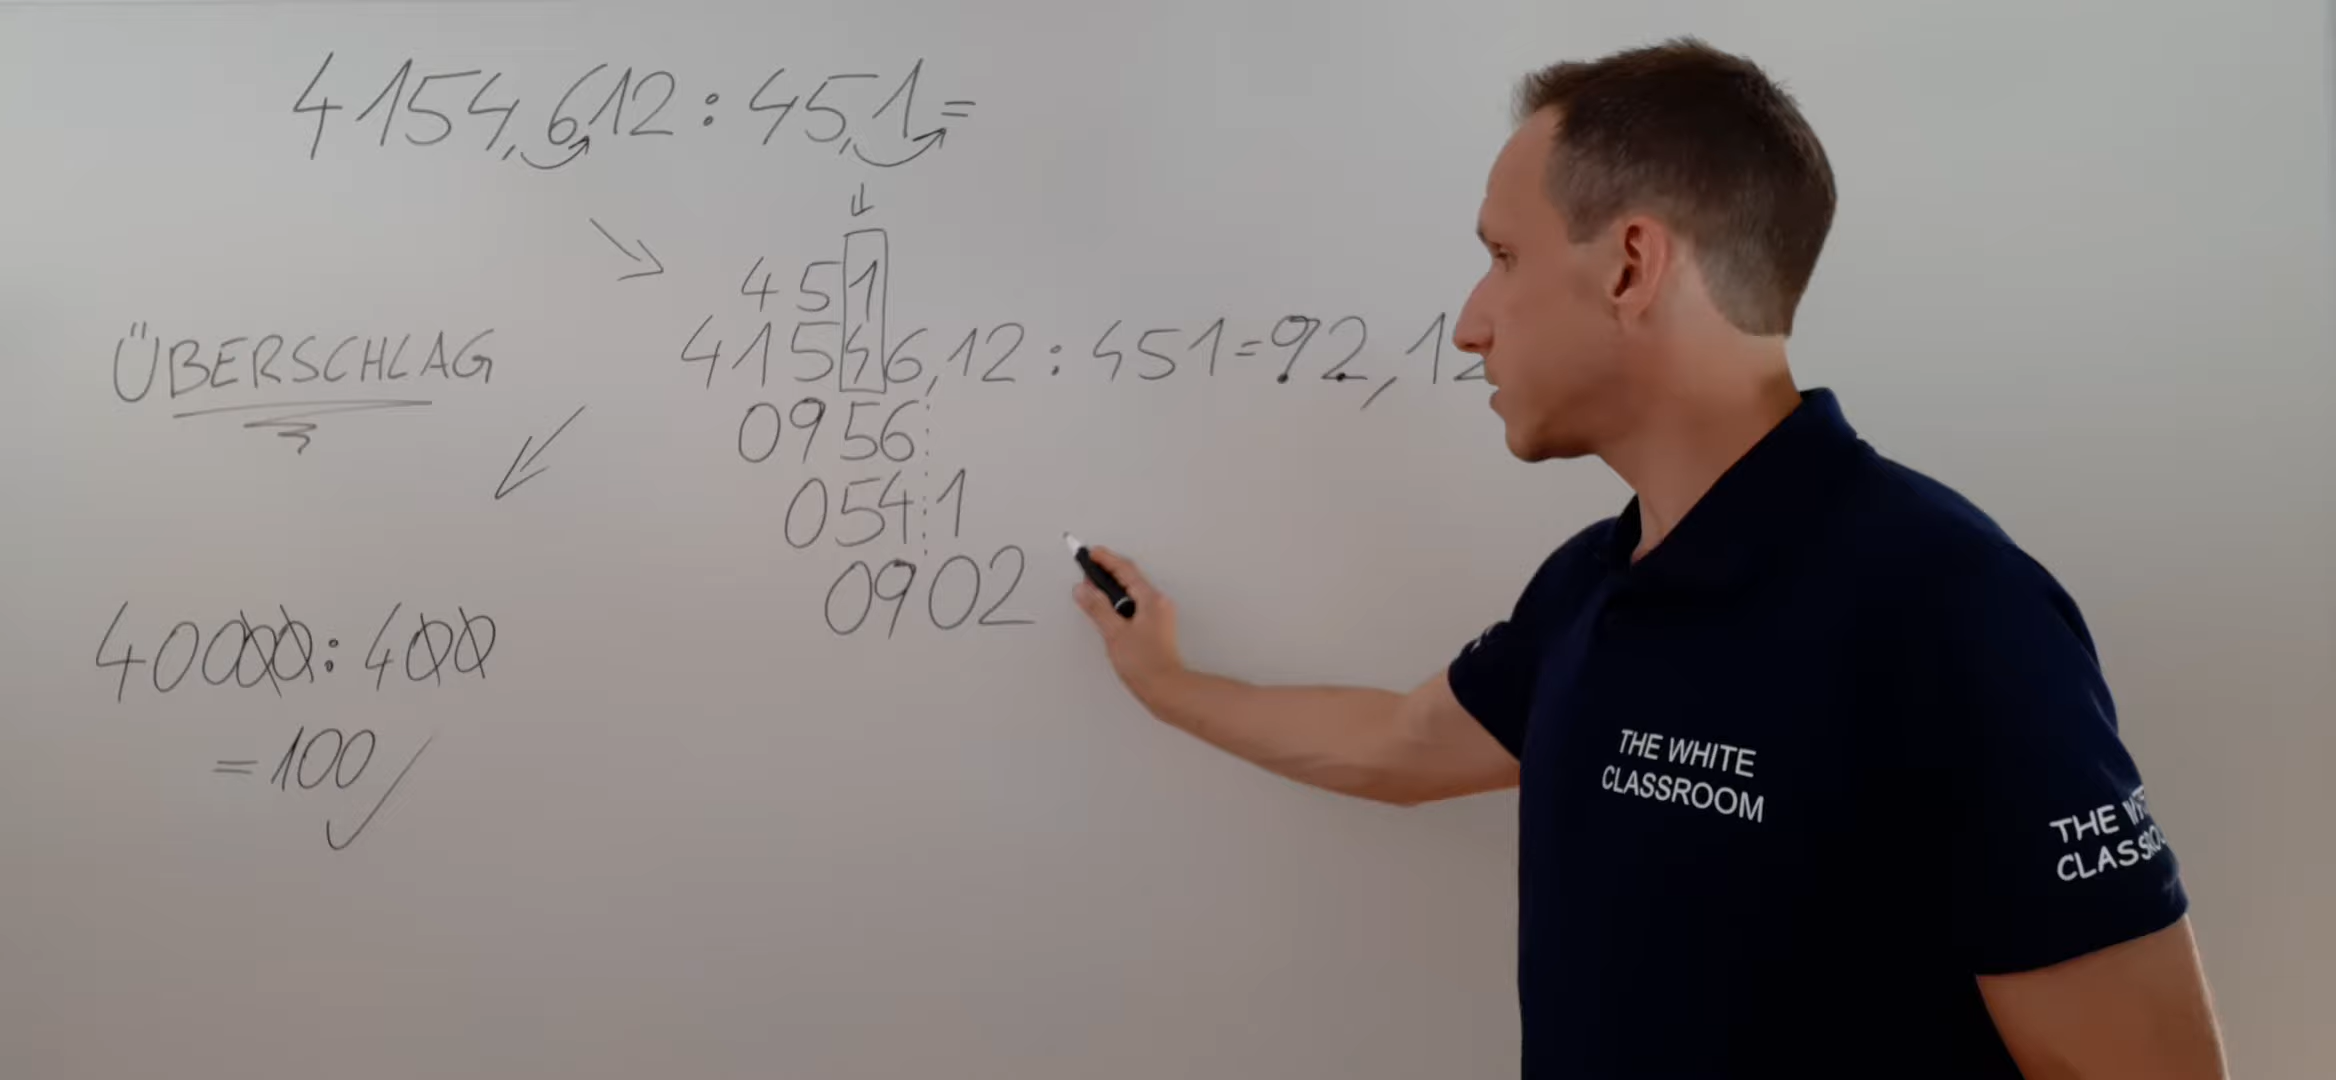 4154,612 : 45,1 =
451
41546,12 : 451 = 92,12
0956
0541
0902
ÜBERSCHLAG
40000 : 400
= 100
THE WHITE
CLASSROOM
THE